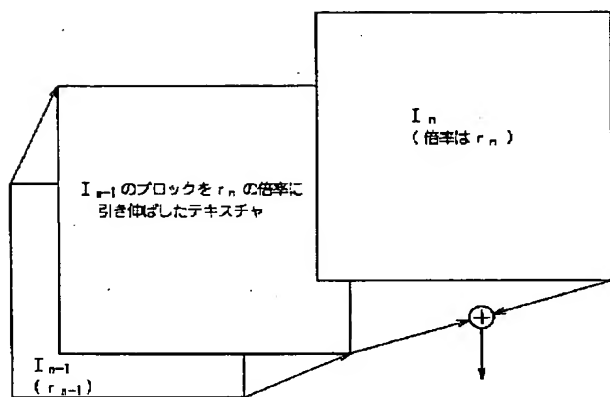 I n
(倍率は r n)
I n-1 のブロックを r n の倍率に
引き伸ばしたテキスチャ
I n-1
(r n-1)